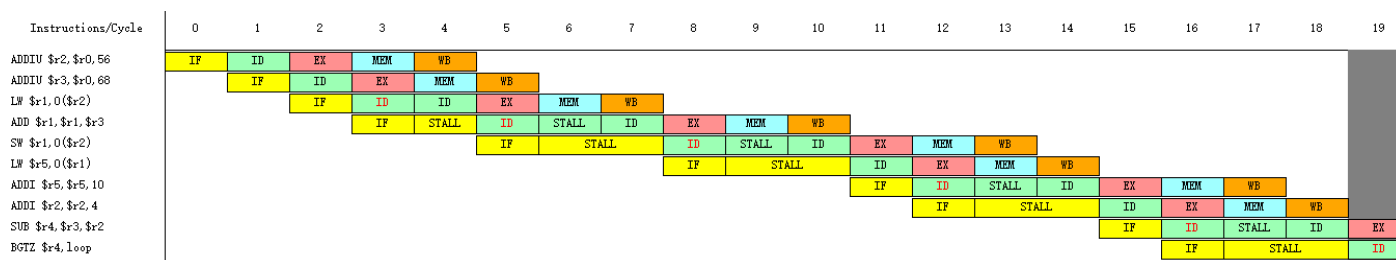 Instructions/Cycle 0 1 2 3 4 5 6 7 8 9 10 11 12 13 14 15 16 17 18 19
ADDIU $r2,$r0,56 IF ID EX MEM WB
ADDIU $r3,$r0,68 IF ID EX MEM WB
LW $r1,0($r2) IF ID ID EX MEM WB
ADD $r1,$r1,$r3 IF STALL ID STALL ID EX MEM WB
SW $r1,0($r2) IF STALL ID STALL ID EX MEM WB
LW $r5,0($r1) IF STALL ID EX MEM WB
ADDI $r5,$r5,10 IF ID STALL ID EX MEM WB
ADDI $r2,$r2,4 IF STALL ID EX MEM WB
SUB $r4,$r3,$r2 IF ID STALL ID EX
BGTZ $r4,loop IF STALL ID